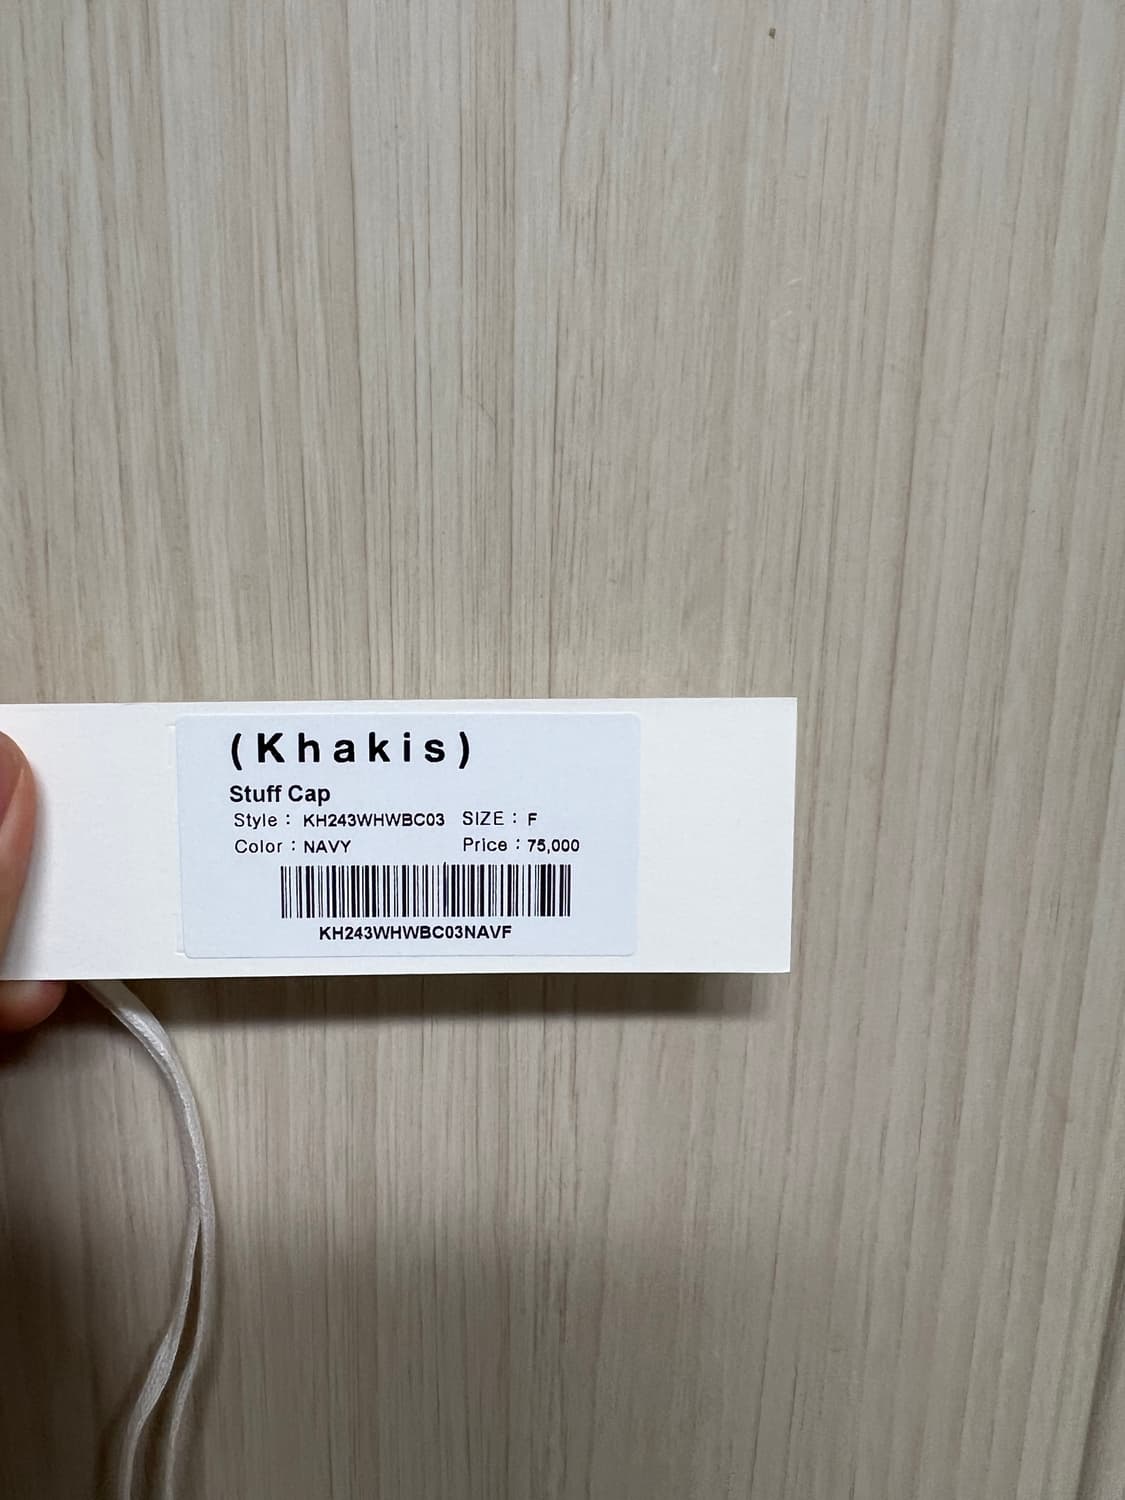 (Khakis)
Stuff Cap
Style : KH243WHWBC03 SIZE : F
Color : NAVY Price : 75,000
KH243WHWBC03NAVF